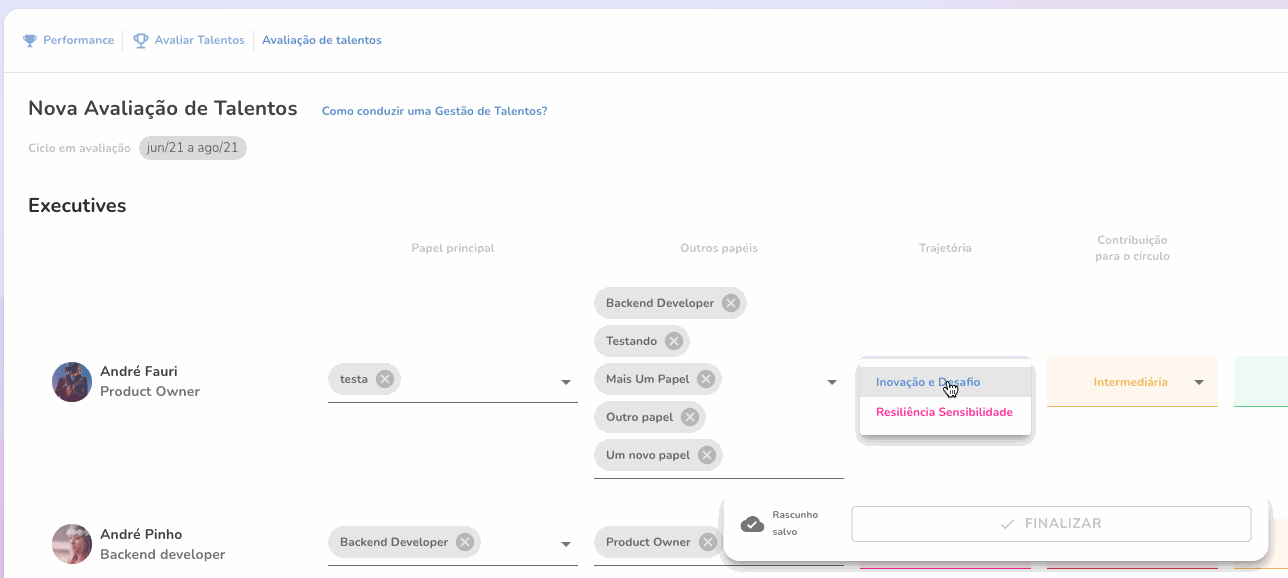 Performance
Avaliar Talentos
Avaliação de talentos
Nova Avaliação de Talentos
Como conduzir uma Gestão de Talentos?
Ciclo em avaliação
jun/21 a ago/21
Executives
Papel principal
Outros papéis
Trajetória
Contribuição
para o círculo
André Fauri
Product Owner
testa
Backend Developer
Testando
Mais Um Papel
Outro papel
Um novo papel
Inovação e Desafio
Resiliência Sensibilidade
Intermediária
André Pinho
Backend developer
Backend Developer
Product Owner
Rascunho
salvo
FINALIZAR